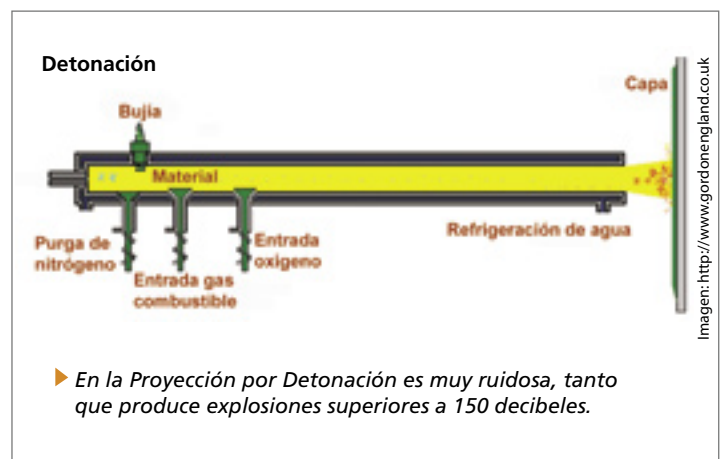 Detonación
Bujía
Capa
Material
Purga de
nitrógeno
Entrada gas
combustible
Entrada
oxigeno
Refrigeración de agua
Imagen: http://www.gordonengland.co.uk
En la Proyección por Detonación es muy ruidosa, tanto
que produce explosiones superiores a 150 decibeles.